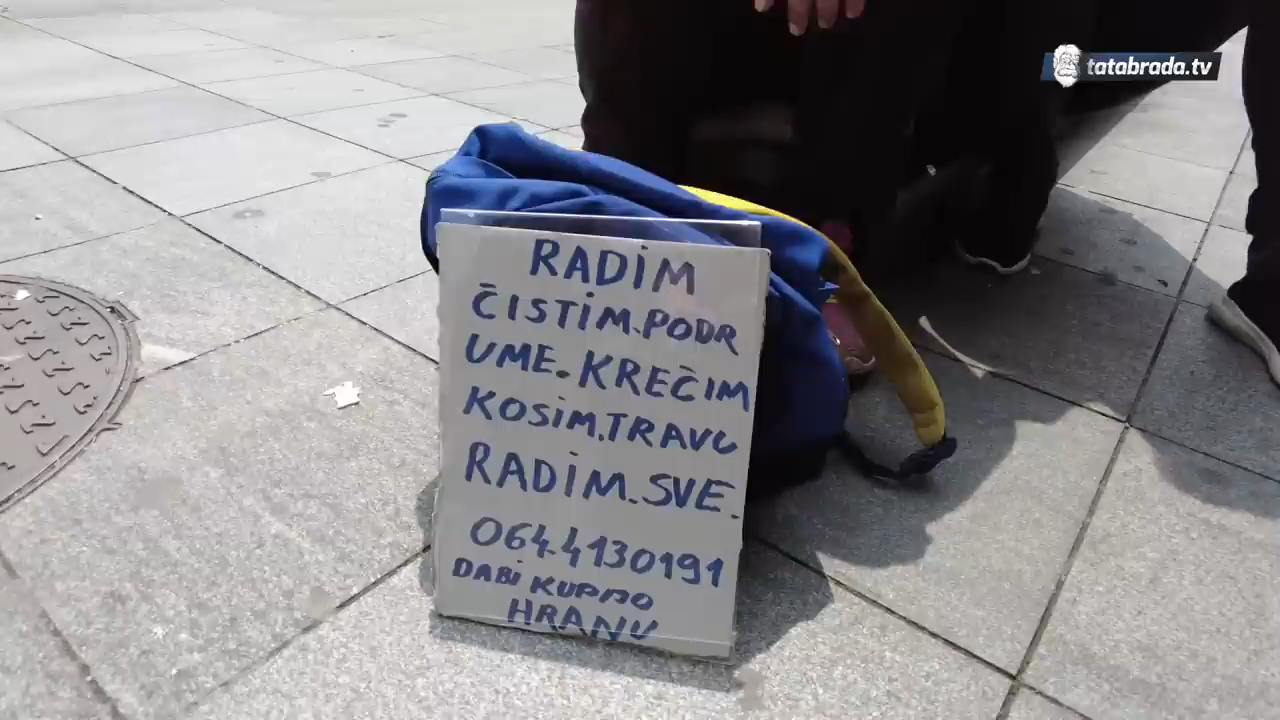 tatabrada.tv
RADIM
ČISTIM.PODR
UME.KREČIM
KOSIM.TRAVU
RADIM.SVE.
064.4130191
DABi KUPIO
HRANU